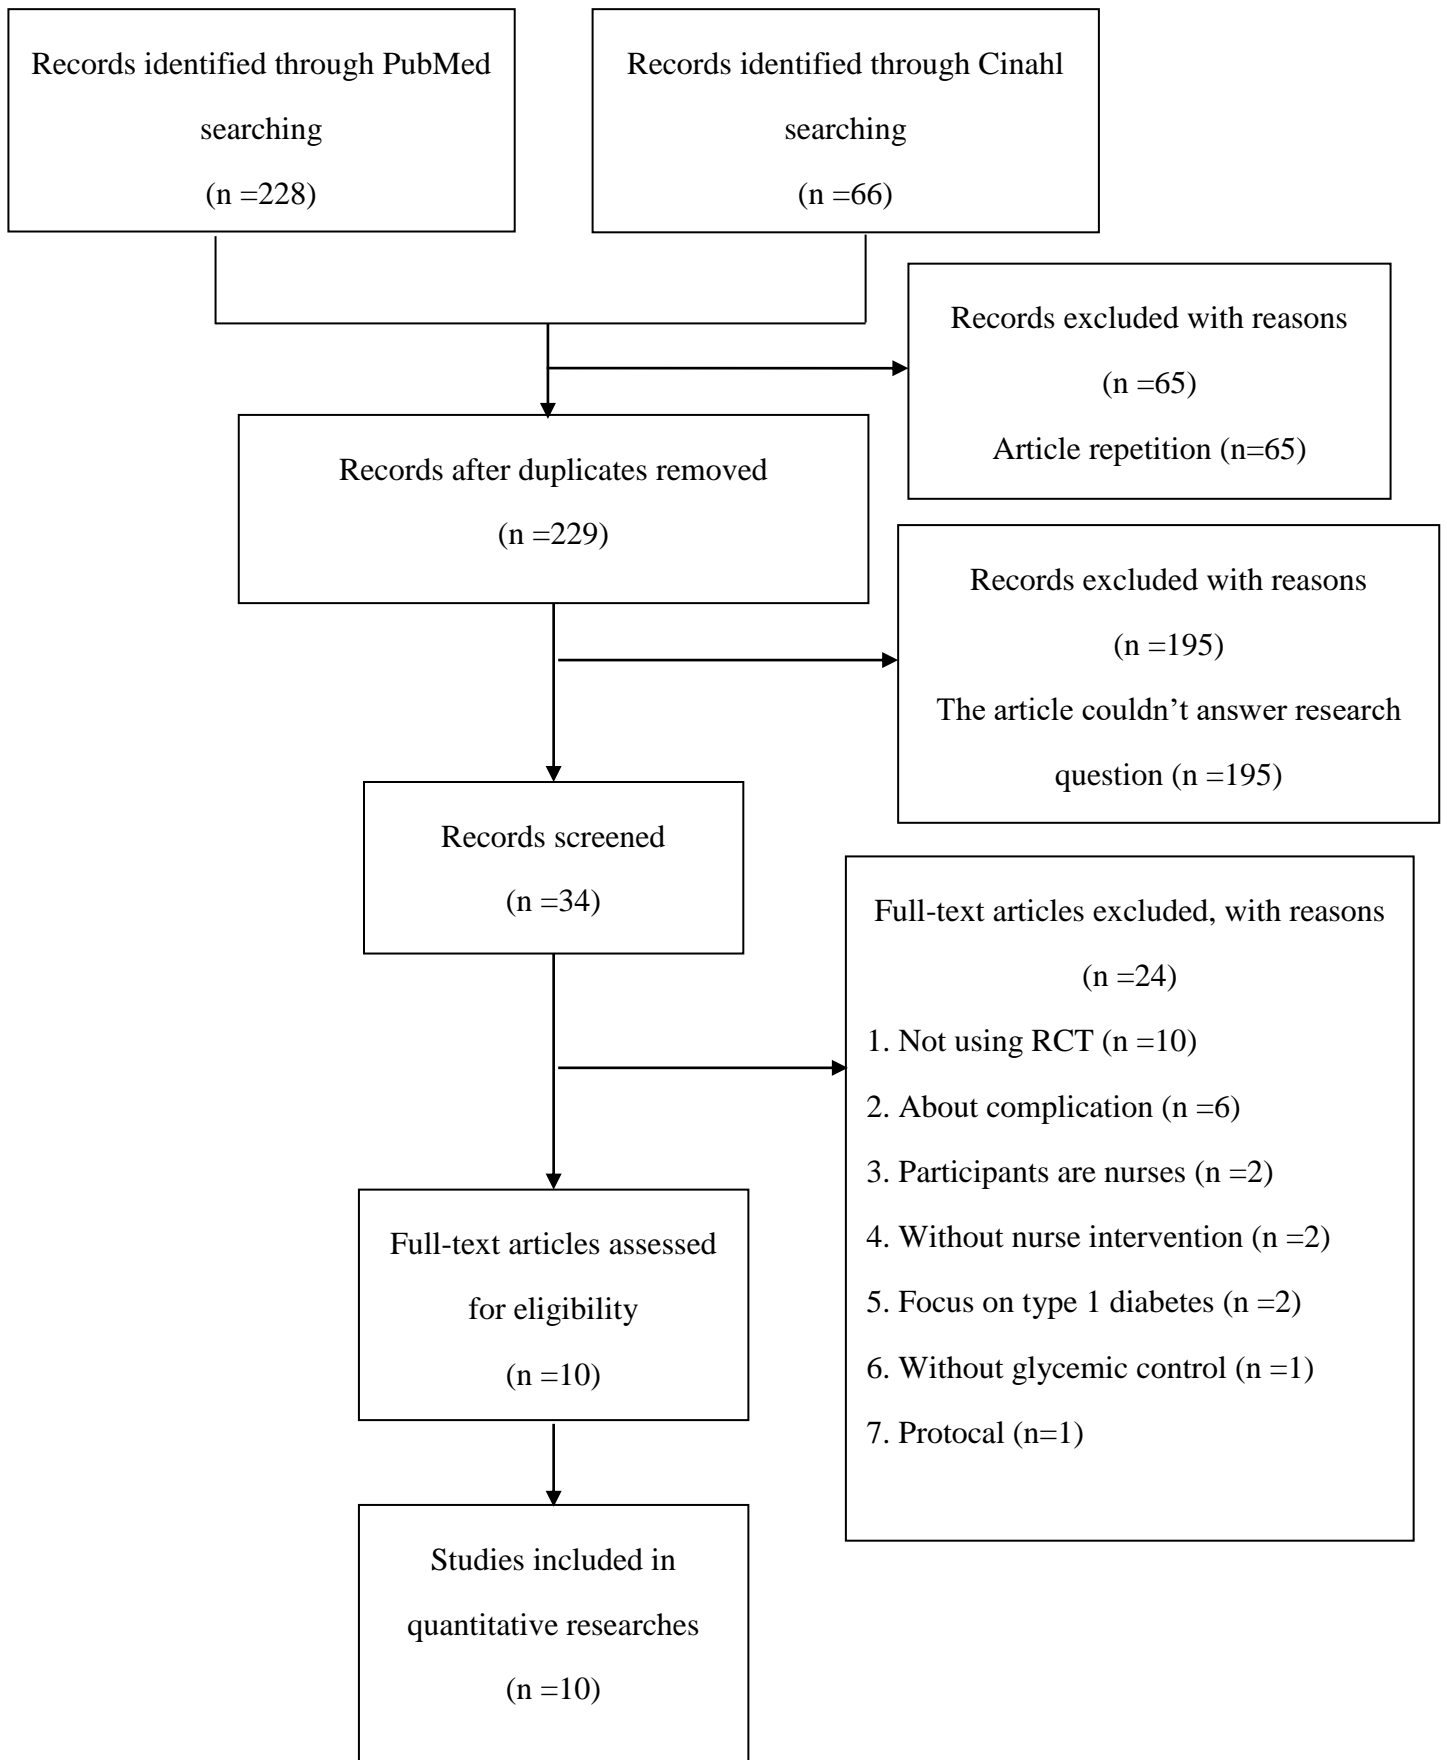 Records identified through PubMed
searching
(n =228)
Records identified through Cinahl
searching
(n =66)
Records excluded with reasons
(n =65)
Article repetition (n=65)
Records after duplicates removed
(n =229)
Records excluded with reasons
(n =195)
The article couldn’t answer research
question (n =195)
Records screened
(n =34)
Full-text articles excluded, with reasons
(n =24)
1. Not using RCT (n =10)
2. About complication (n =6)
3. Participants are nurses (n =2)
4. Without nurse intervention (n =2)
5. Focus on type 1 diabetes (n =2)
6. Without glycemic control (n =1)
7. Protocal (n=1)
Full-text articles assessed
for eligibility
(n =10)
Studies included in
quantitative researches
(n =10)